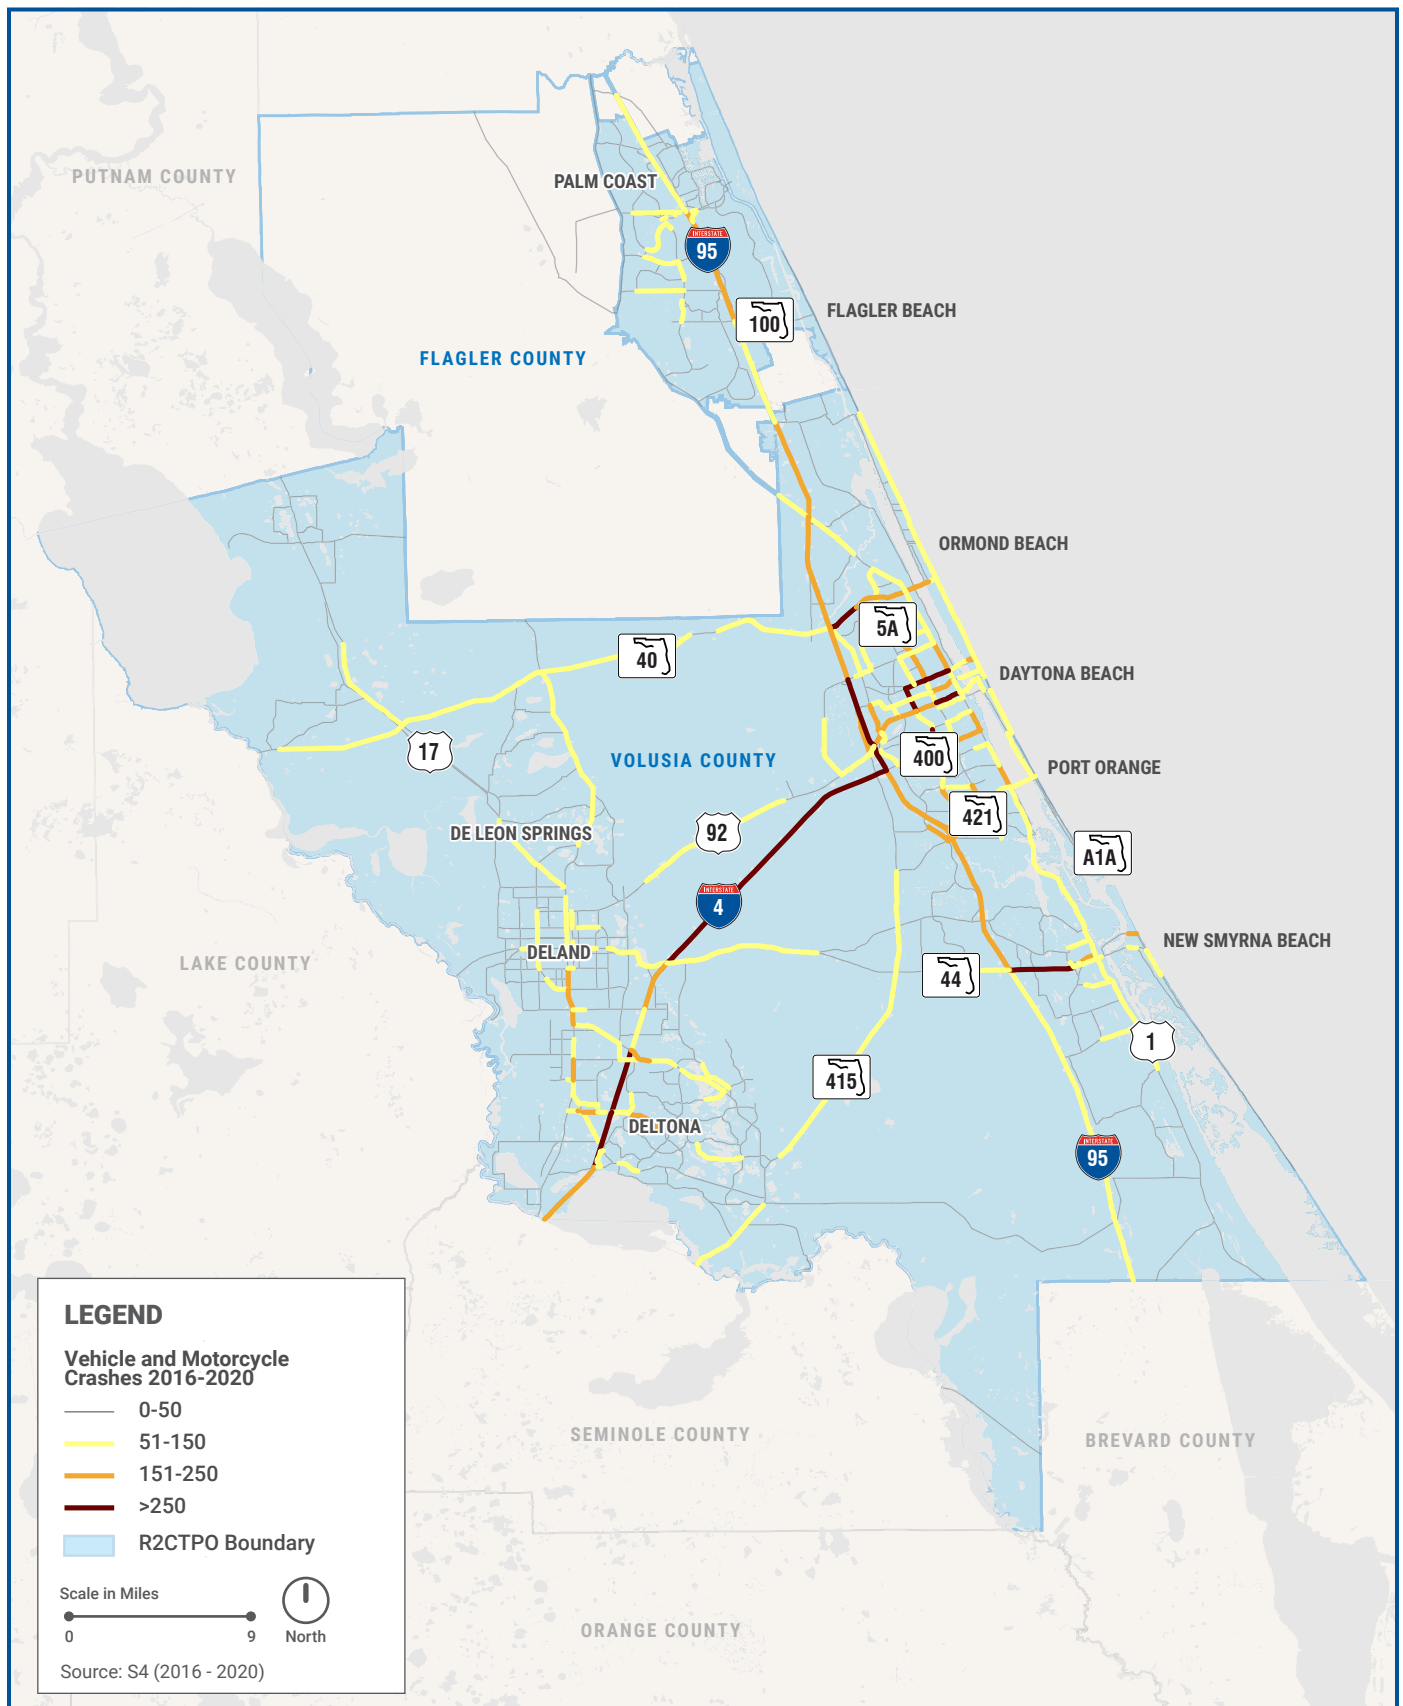 PUTNAM COUNTY
PALM COAST
INTERSTATE
95
100
FLAGLER BEACH
FLAGLER COUNTY
ORMOND BEACH
5A
40
DAYTONA BEACH
17
VOLUSIA COUNTY
400
PORT ORANGE
421
DE LEON SPRINGS
92
A1A
INTERSTATE
4
NEW SMYRNA BEACH
DELAND
LAKE COUNTY
44
1
415
DELTONA
INTERSTATE
95
LEGEND
Vehicle and Motorcycle
Crashes 2016-2020
0-50
51-150
151-250
>250
R2CTPO Boundary
Scale in Miles
0 9
North
Source: S4 (2016 - 2020)
SEMINOLE COUNTY
BREVARD COUNTY
ORANGE COUNTY